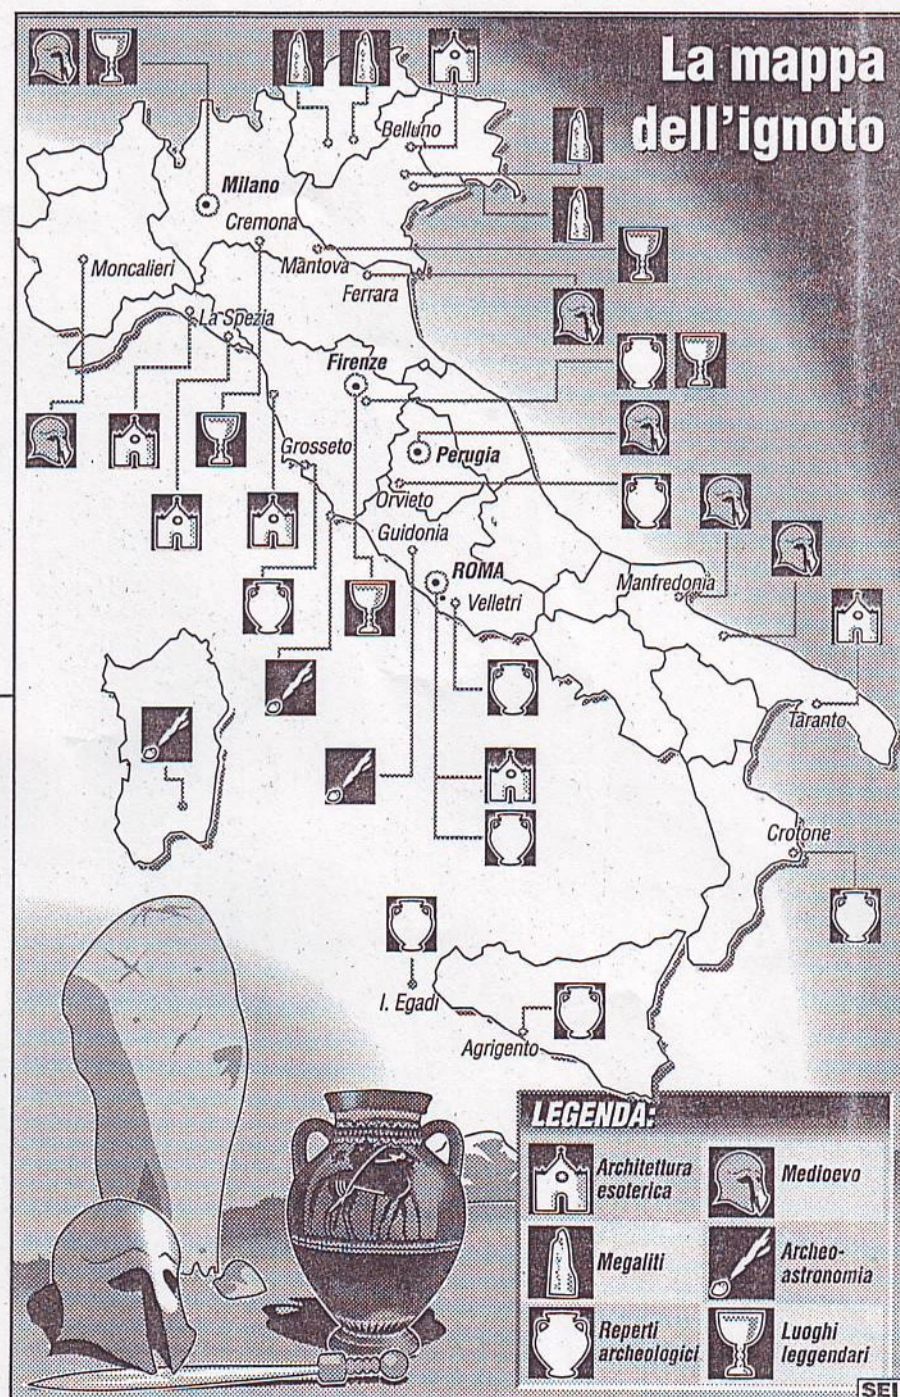 La mappa
dell'ignoto
Belluno
Milano
Cremona
Mantova
Moncalieri
Ferrara
La Spezia
Firenze
Grosseto
Perugia
Orvieto
Guidonia
ROMA
Velletri
Manfredonia
Taranto
Crotone
I. Egadi
Agrigento
LEGENDA:
Architettura
esoterica
Medioevo
Megaliti
Archeo-
astronomia
Reperti
archeologici
Luoghi
leggendari
SEI